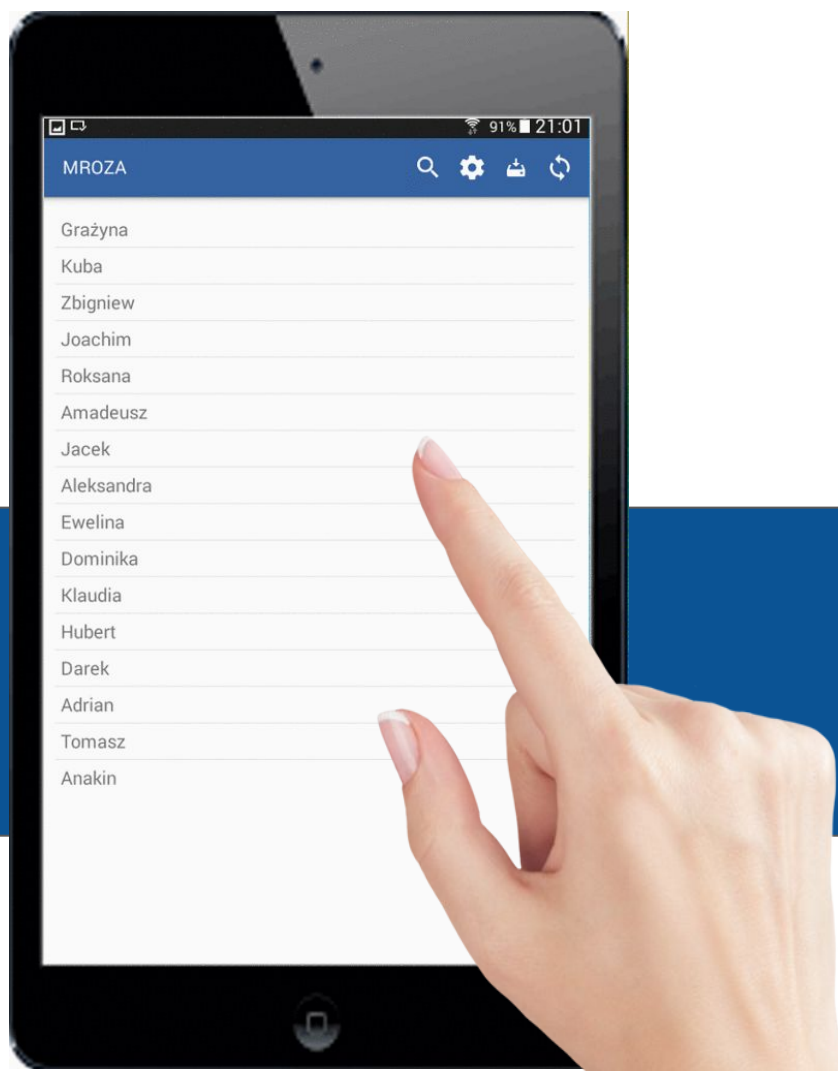 91% 21:01
MROZA
Grażyna
Kuba
Zbigniew
Joachim
Roksana
Amadeusz
Jacek
Aleksandra
Ewelina
Dominika
Klaudia
Hubert
Darek
Adrian
Tomasz
Anakin